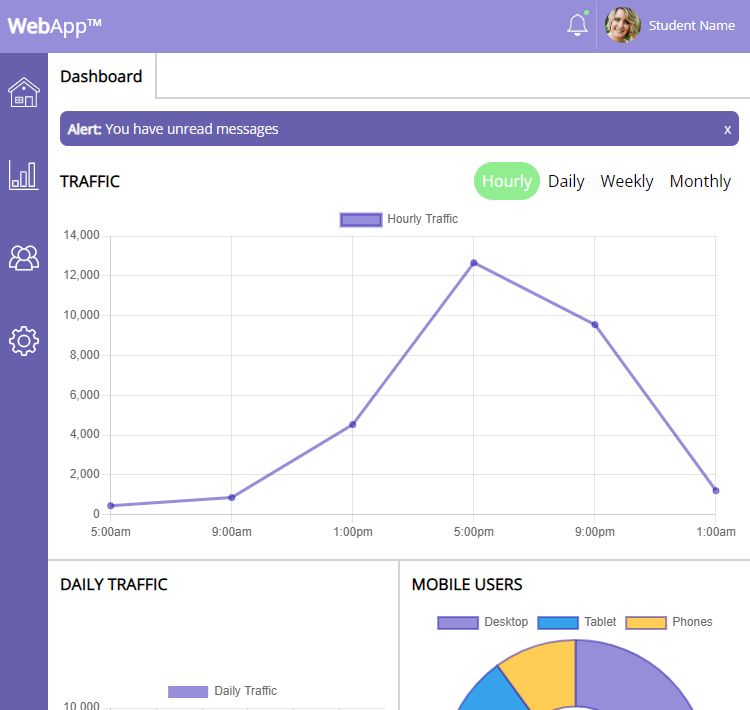 WebApp™
Student Name
Dashboard
Alert: You have unread messages x
TRAFFIC
Hourly Daily Weekly Monthly
Hourly Traffic
14,000
12,000
10,000
8,000
6,000
4,000
2,000
0
5:00am 9:00am 1:00pm 5:00pm 9:00pm 1:00am
DAILY TRAFFIC
Daily Traffic
10,000
MOBILE USERS
Desktop Tablet Phones